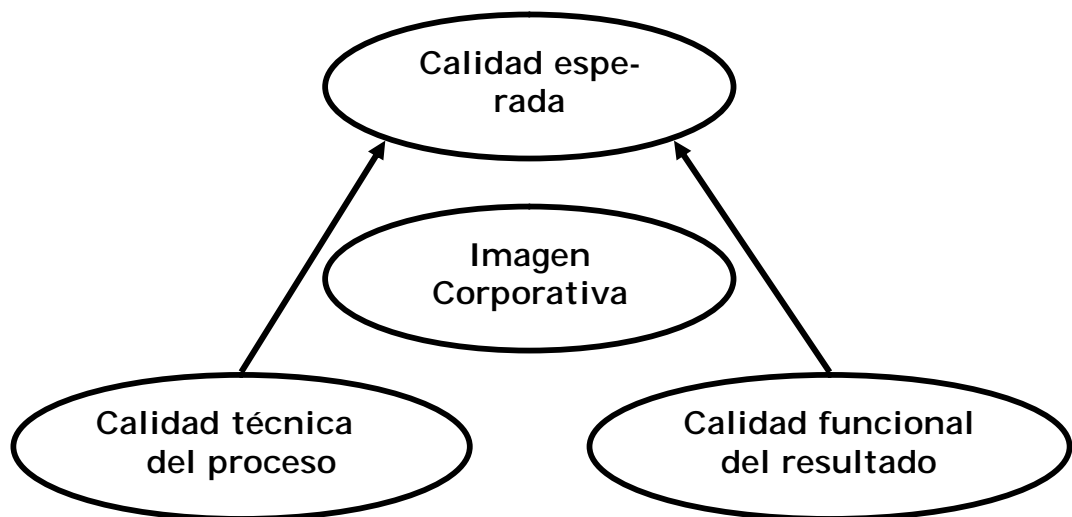 Calidad espe-
rada
Imagen
Corporativa
Calidad técnica
del proceso
Calidad funcional
del resultado